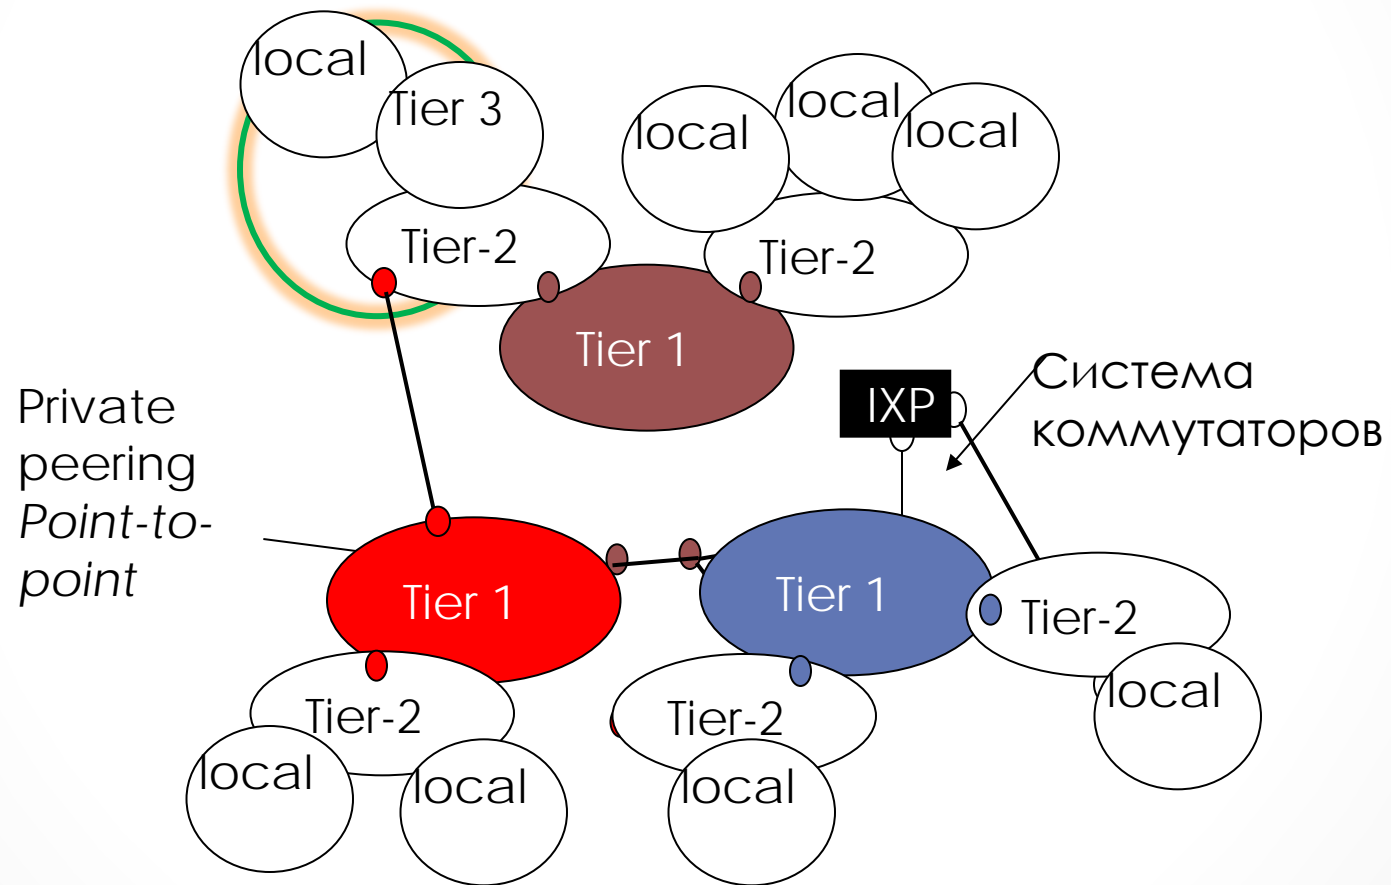 local
Tier 3
local
local
local
Tier-2
Tier-2
Tier 1
IXP
Система
коммутаторов
Private
peering
Point-to-
point
Tier 1
Tier 1
Tier-2
Tier-2
Tier-2
local
local
local
local